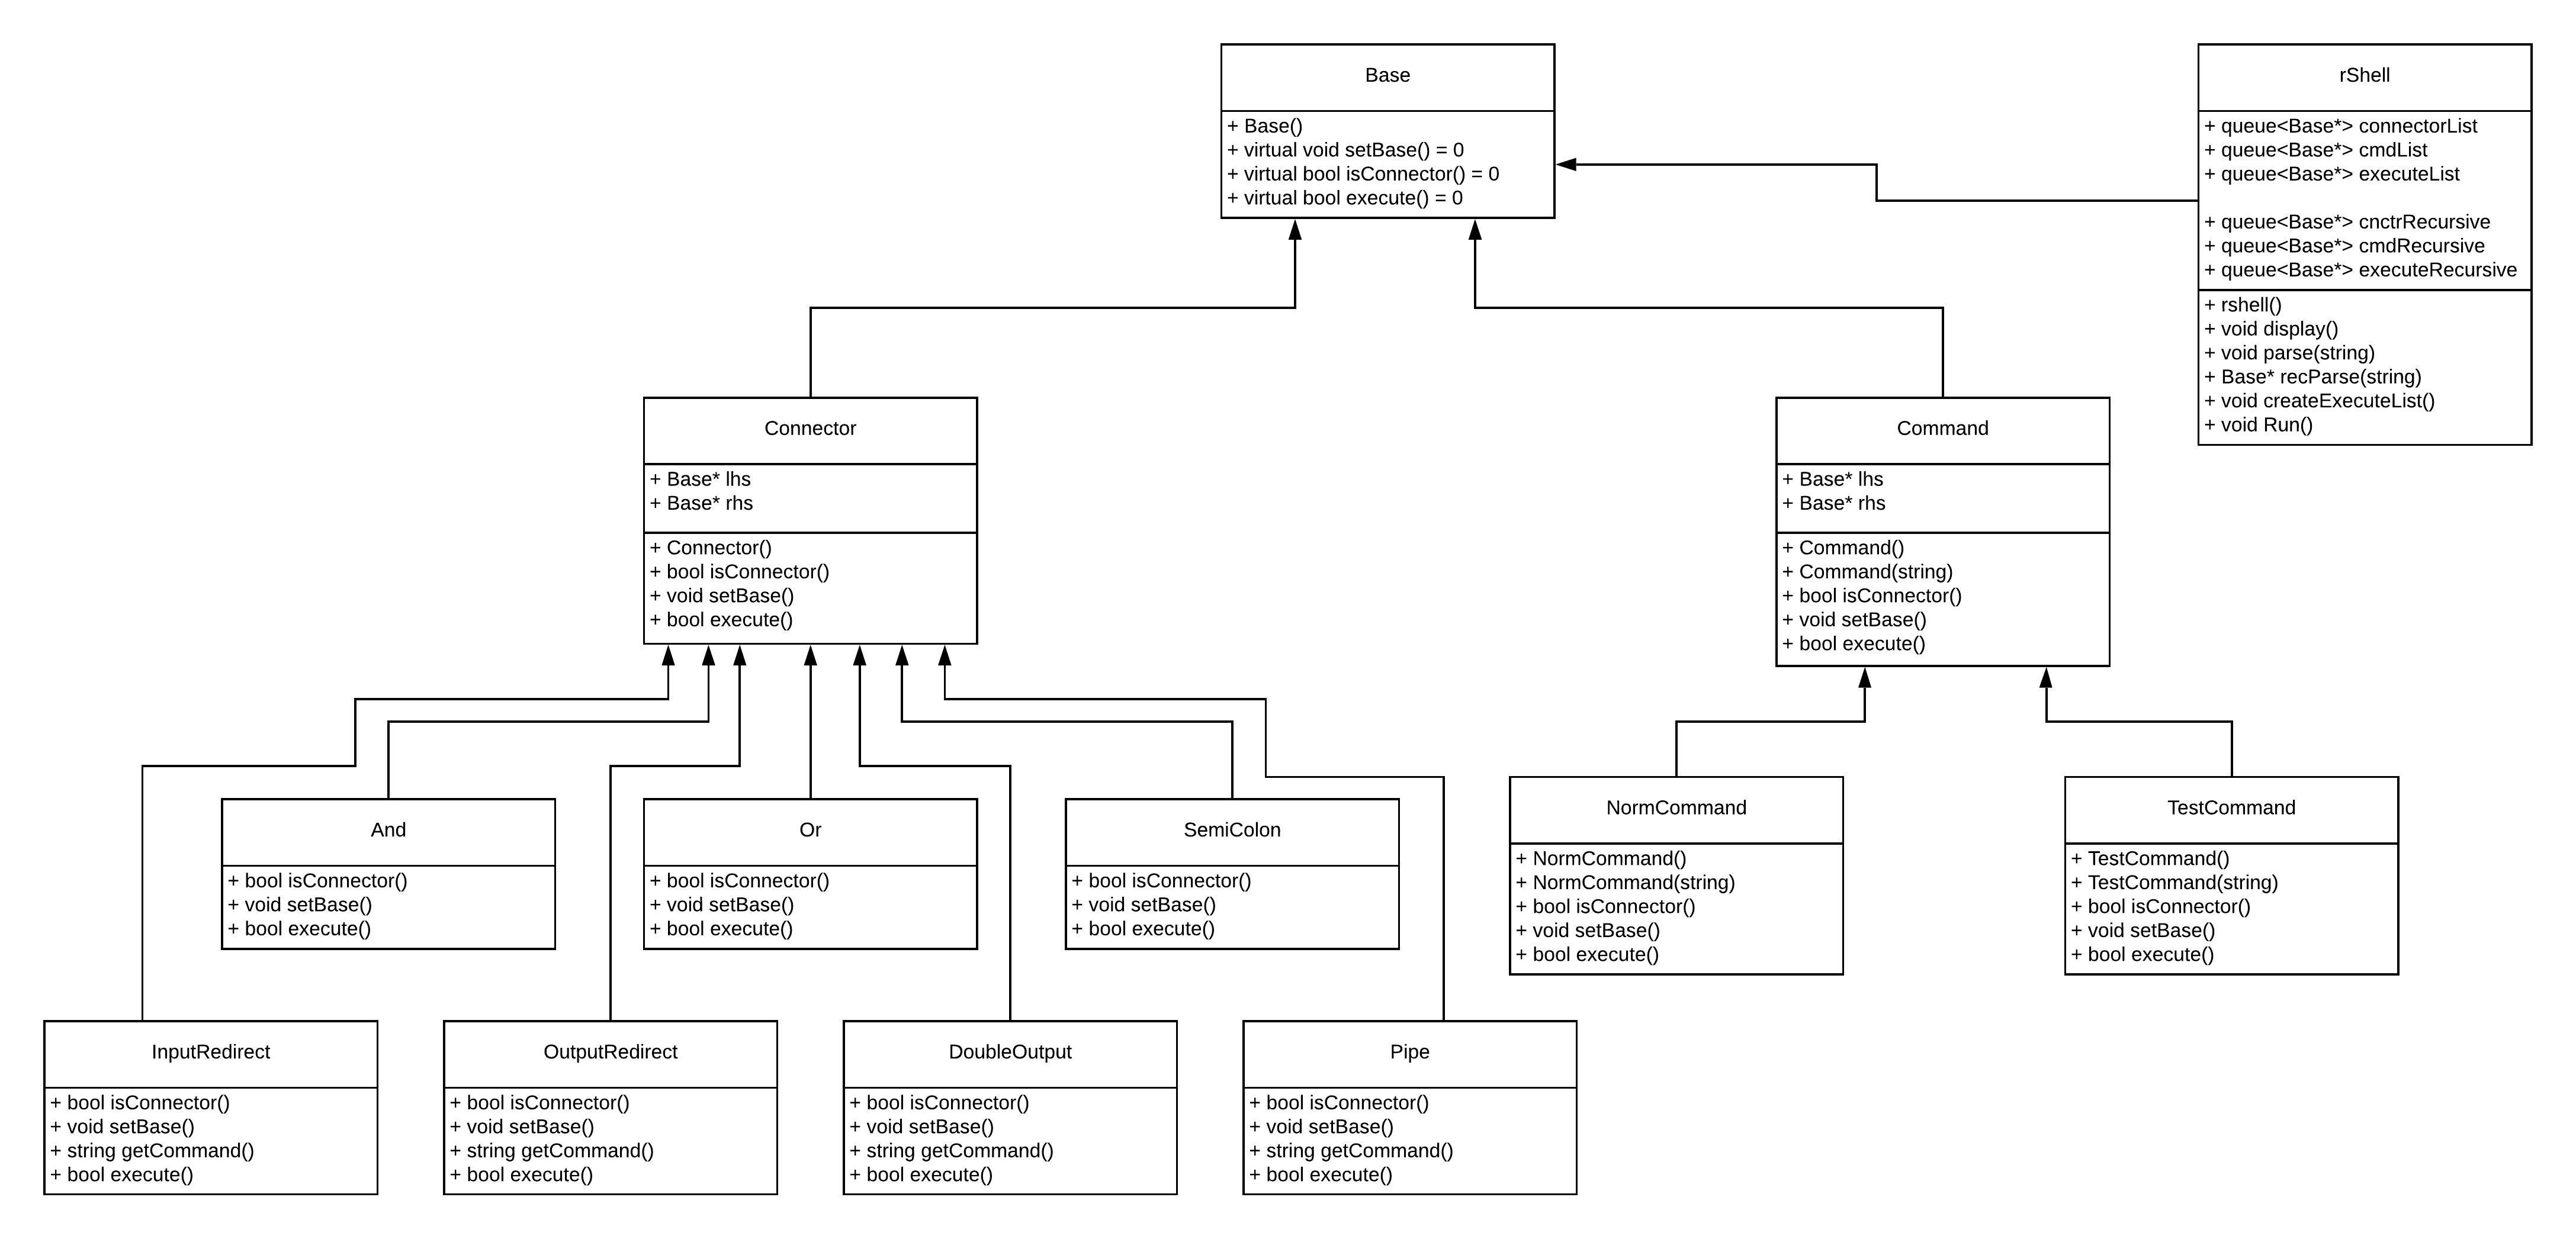 Base
+ Base()
+ virtual void setBase() = 0
+ virtual bool isConnector() = 0
+ virtual bool execute() = 0
rShell
+ queue<Base*> connectorList
+ queue<Base*> cmdList
+ queue<Base*> executeList
+ queue<Base*> cnctrRecursive
+ queue<Base*> cmdRecursive
+ queue<Base*> executeRecursive
+ rshell()
+ void display()
+ void parse(string)
+ Base* recParse(string)
+ void createExecuteList()
+ void Run()
Connector
+ Base* lhs
+ Base* rhs
+ Connector()
+ bool isConnector()
+ void setBase()
+ bool execute()
Command
+ Base* lhs
+ Base* rhs
+ Command()
+ Command(string)
+ bool isConnector()
+ void setBase()
+ bool execute()
And
+ bool isConnector()
+ void setBase()
+ bool execute()
Or
+ bool isConnector()
+ void setBase()
+ bool execute()
SemiColon
+ bool isConnector()
+ void setBase()
+ bool execute()
NormCommand
+ NormCommand()
+ NormCommand(string)
+ bool isConnector()
+ void setBase()
+ bool execute()
TestCommand
+ TestCommand()
+ TestCommand(string)
+ bool isConnector()
+ void setBase()
+ bool execute()
InputRedirect
+ bool isConnector()
+ void setBase()
+ string getCommand()
+ bool execute()
OutputRedirect
+ bool isConnector()
+ void setBase()
+ string getCommand()
+ bool execute()
DoubleOutput
+ bool isConnector()
+ void setBase()
+ string getCommand()
+ bool execute()
Pipe
+ bool isConnector()
+ void setBase()
+ string getCommand()
+ bool execute()